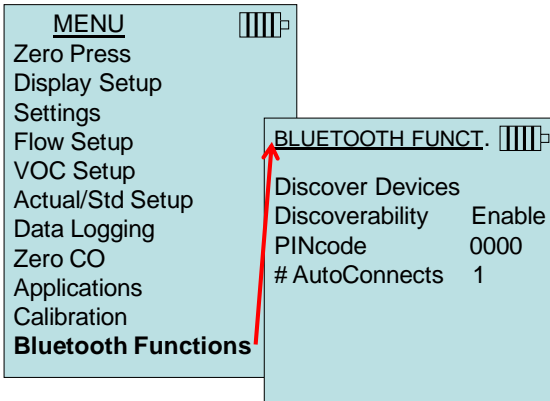 MENU
Zero Press
Display Setup
Settings
Flow Setup
VOC Setup
Actual/Std Setup
Data Logging
Zero CO
Applications
Calibration
Bluetooth Functions
BLUETOOTH FUNCT.
Discover Devices
Discoverability Enable
PINcode 0000
# AutoConnects 1